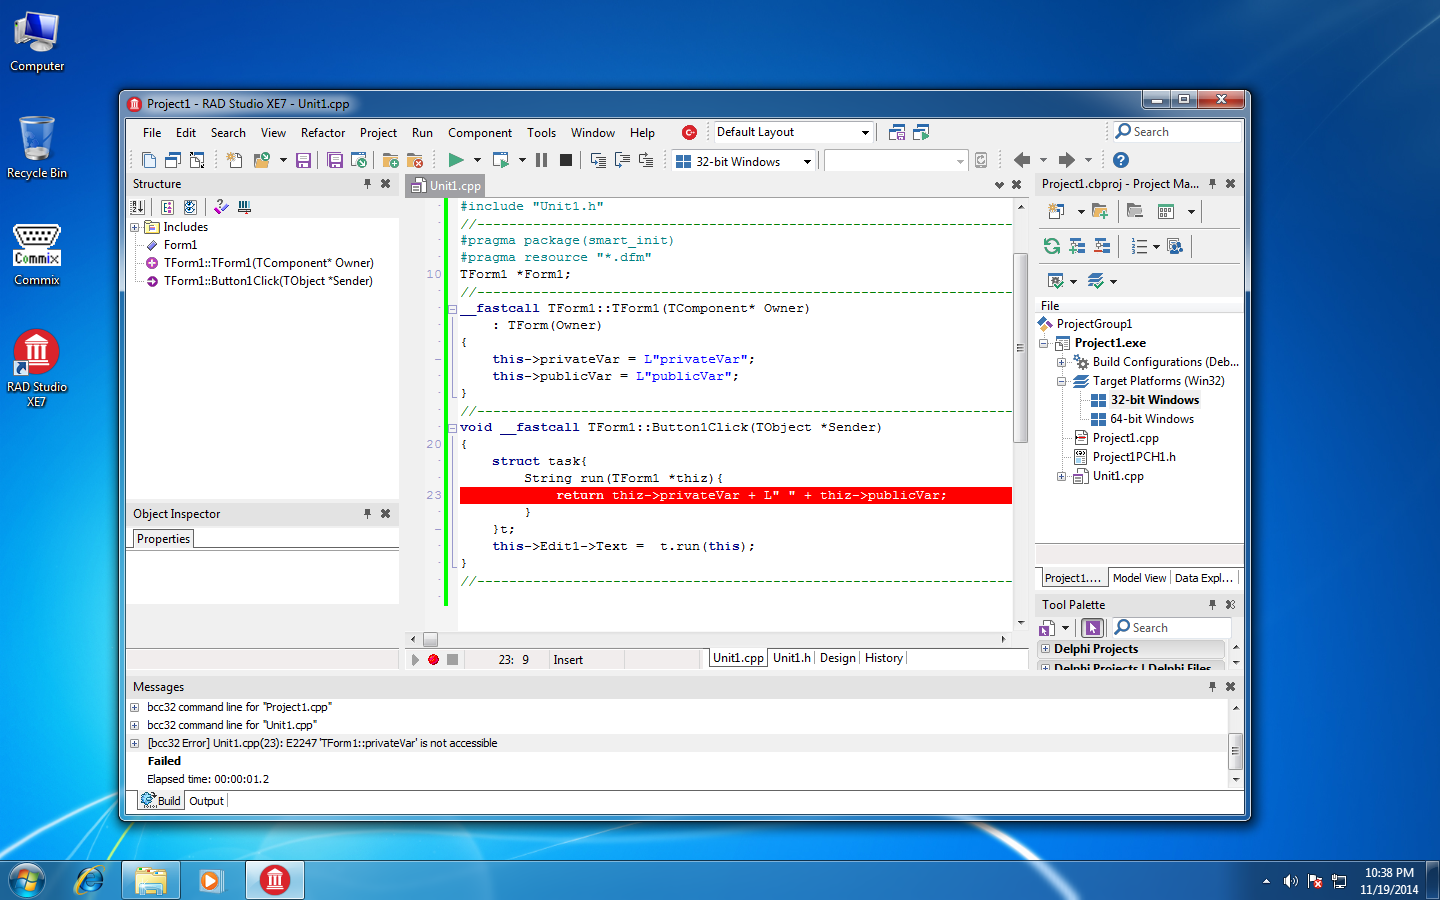 Computer
Recycle Bin
Commix
Commix
RAD Studio
XE7
Project1 - RAD Studio XE7 - Unit1.cpp
File Edit Search View Refactor Project Run Component Tools Window Help Default Layout Search
32-bit Windows
Structure
Includes
Form1
TForm1::TForm1(TComponent* Owner)
TForm1::Button1Click(TObject *Sender)
Object Inspector
Properties
Unit1.cpp
#include "Unit1.h"
//-------------------------------------------------------------------
#pragma package(smart_init)
#pragma resource "*.dfm"
10 TForm1 *Form1;
//-------------------------------------------------------------------
__fastcall TForm1::TForm1(TComponent* Owner)
: TForm(Owner)
{
this->privateVar = L"privateVar";
this->publicVar = L"publicVar";
}
//-------------------------------------------------------------------
void __fastcall TForm1::Button1Click(TObject *Sender)
20 {
struct task{
String run(TForm1 *thiz){
23 return thiz->privateVar + L" " + thiz->publicVar;
}
}t;
this->Edit1->Text =  t.run(this);
}
//-------------------------------------------------------------------
23: 9 Insert
Unit1.cpp Unit1.h Design History
Project1.cbproj - Project Ma...
File
ProjectGroup1
Project1.exe
Build Configurations (Deb...
Target Platforms (Win32)
32-bit Windows
64-bit Windows
Project1.cpp
Project1PCH1.h
Unit1.cpp
Project1.... Model View Data Expl...
Tool Palette
Search
Delphi Projects
Delphi Projects | Delphi Files
Messages
bcc32 command line for "Project1.cpp"
bcc32 command line for "Unit1.cpp"
[bcc32 Error] Unit1.cpp(23): E2247 'TForm1::privateVar' is not accessible
Failed
Elapsed time: 00:00:01.2
Build Output
10:38 PM
11/19/2014